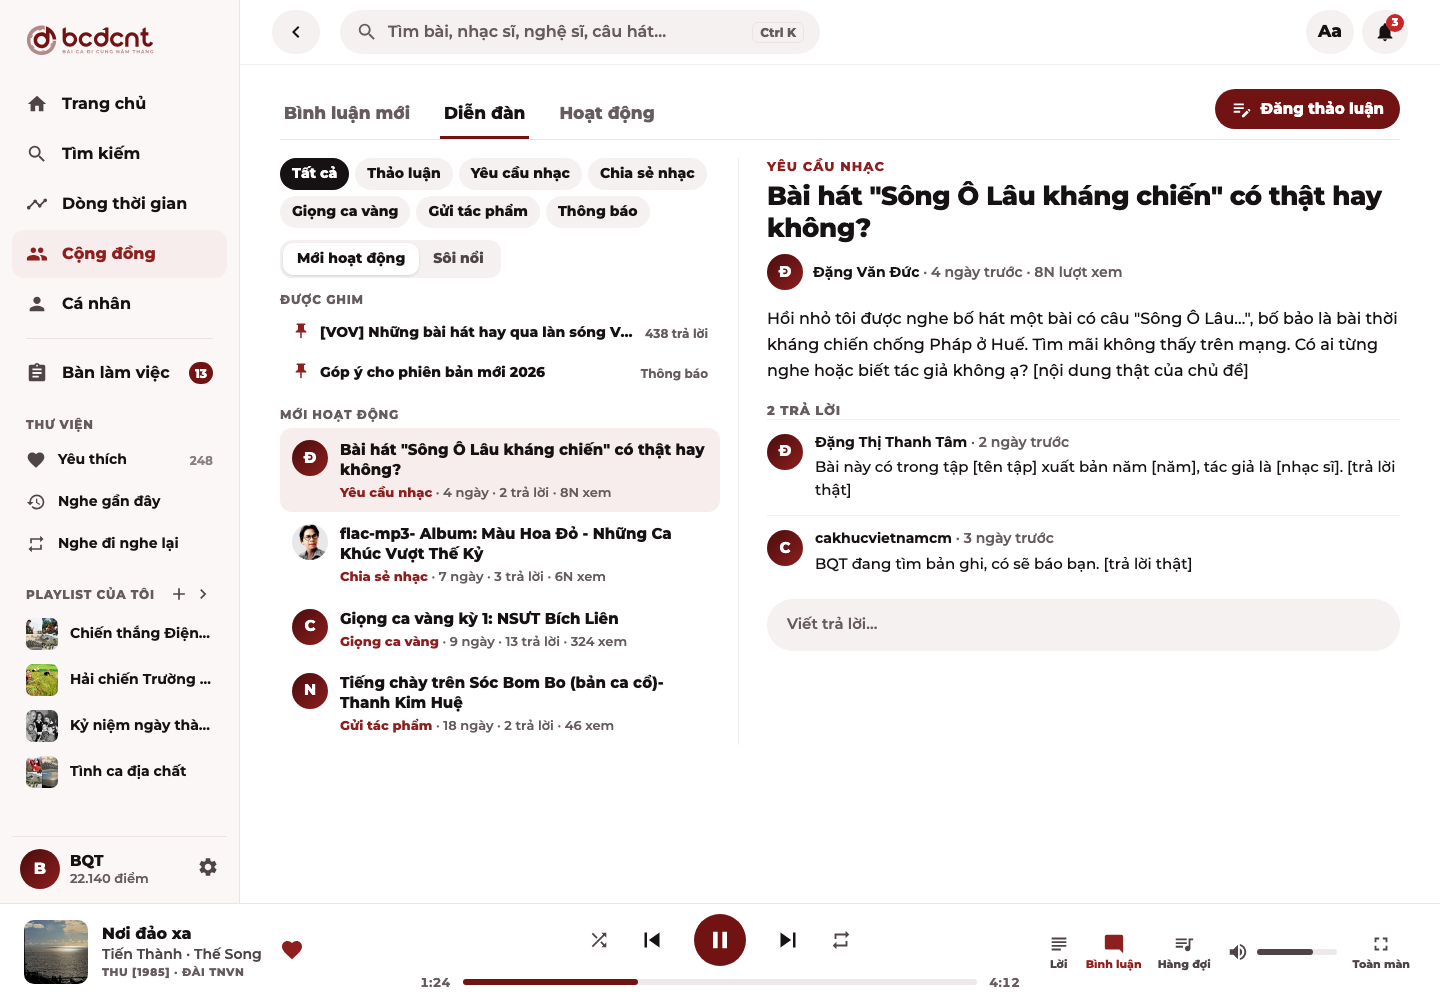 bcdcnt
BÀI CA ĐI CÙNG NĂM THÁNG
Trang chủ
Tìm kiếm
Dòng thời gian
Cộng đồng
Cá nhân
Bàn làm việc 13
THƯ VIỆN
Yêu thích 248
Nghe gần đây
Nghe đi nghe lại
PLAYLIST CỦA TÔI
Chiến thắng Điện...
Hải chiến Trường ...
Kỷ niệm ngày thà...
Tình ca địa chất
B
BQT
22.140 điểm
Tìm bài, nhạc sĩ, nghệ sĩ, câu hát... Ctrl K
Aa
3
Bình luận mới Diễn đàn Hoạt động
Đăng thảo luận
Tất cả Thảo luận Yêu cầu nhạc Chia sẻ nhạc
Giọng ca vàng Gửi tác phẩm Thông báo
Mới hoạt động Sôi nổi
ĐƯỢC GHIM
[VOV] Những bài hát hay qua làn sóng V... 438 trả lời
Góp ý cho phiên bản mới 2026 Thông báo
MỚI HOẠT ĐỘNG
Đ
Bài hát "Sông Ô Lâu kháng chiến" có thật hay
không?
Yêu cầu nhạc · 4 ngày · 2 trả lời · 8N xem
flac-mp3- Album: Màu Hoa Đỏ - Những Ca
Khúc Vượt Thế Kỷ
Chia sẻ nhạc · 7 ngày · 3 trả lời · 6N xem
C
Giọng ca vàng kỳ 1: NSƯT Bích Liên
Giọng ca vàng · 9 ngày · 13 trả lời · 324 xem
N
Tiếng chày trên Sóc Bom Bo (bản ca cổ)-
Thanh Kim Huệ
Gửi tác phẩm · 18 ngày · 2 trả lời · 46 xem
YÊU CẦU NHẠC
Bài hát "Sông Ô Lâu kháng chiến" có thật hay
không?
Đ
Đặng Văn Đức · 4 ngày trước · 8N lượt xem
Hồi nhỏ tôi được nghe bố hát một bài có câu "Sông Ô Lâu...", bố bảo là bài thời
kháng chiến chống Pháp ở Huế. Tìm mãi không thấy trên mạng. Có ai từng
nghe hoặc biết tác giả không ạ? [nội dung thật của chủ đề]
2 TRẢ LỜI
Đ
Đặng Thị Thanh Tâm · 2 ngày trước
Bài này có trong tập [tên tập] xuất bản năm [năm], tác giả là [nhạc sĩ]. [trả lời
thật]
C
cakhucvietnamcm · 3 ngày trước
BQT đang tìm bản ghi, có sẽ báo bạn. [trả lời thật]
Viết trả lời...
Nơi đảo xa
Tiến Thành · Thế Song
THU [1985] · ĐÀI TNVN
1:24 4:12
Lời Bình luận Hàng đợi Toàn màn